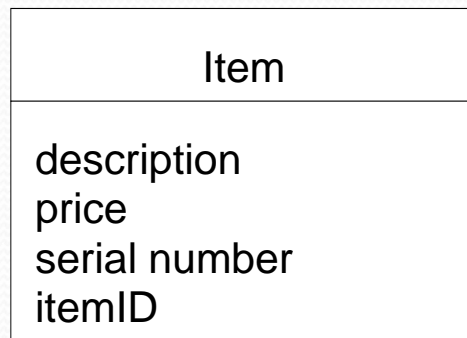 Item
description
price
serial number
itemID